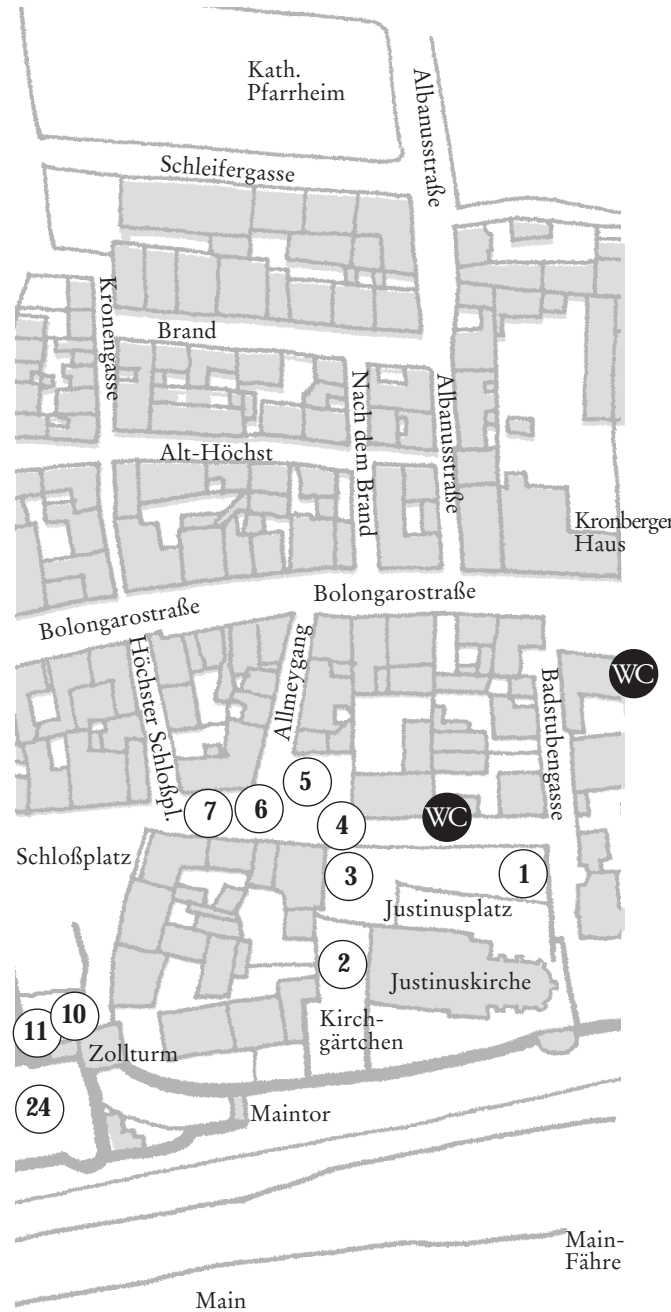 Kath.
Pfarrheim
Albanusstraße
Schleifergasse
Kronengasse
Brand
Nach dem Brand
Albanusstraße
Alt-Höchst
Kronberger
Haus
Bolongarostraße
Bolongarostraße
Höchster Schloßpl.
Allmeygang
Badstubengasse
WC
5
7
6
4
WC
Schloßplatz
3
1
Justinusplatz
2
Justinuskirche
10
11
Kirch-
gärtchen
Zollturm
24
Maintor
Main-
Fähre
Main